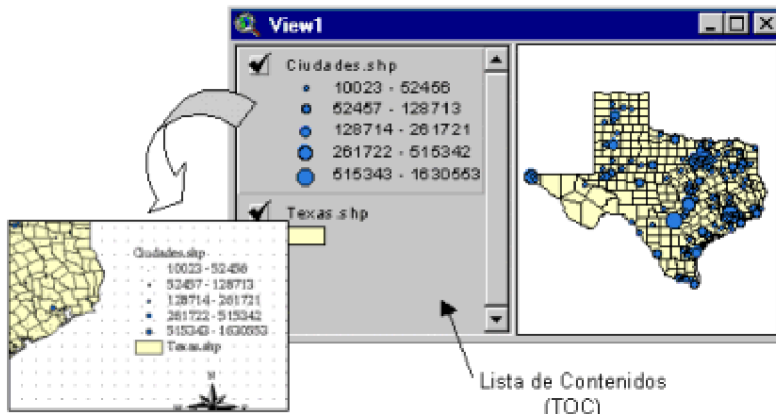 View1
Ciudades.shp
10023 - 52456
52457 - 128713
128714 - 261721
261722 - 515342
515343 - 1630553
Texas.shp
Ciudades.shp
10023 - 52456
52457 - 128713
128714 - 261721
261722 - 515342
515343 - 1630553
Texas.shp
N
Lista de Contenidos
(TOC)